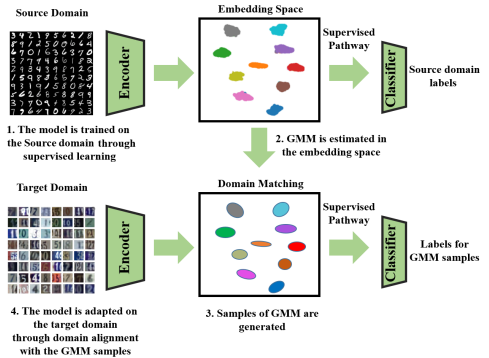 Source Domain
Embedding Space
Encoder
Supervised
Pathway
Classifier
Source domain
labels
1. The model is trained on
the Source domain through
supervised learning
2. GMM is estimated in
the embedding space
Target Domain
Domain Matching
Encoder
Supervised
Pathway
Classifier
Labels for
GMM samples
4. The model is adapted on
the target domain
through domain alignment
with the GMM samples
3. Samples of GMM are
generated